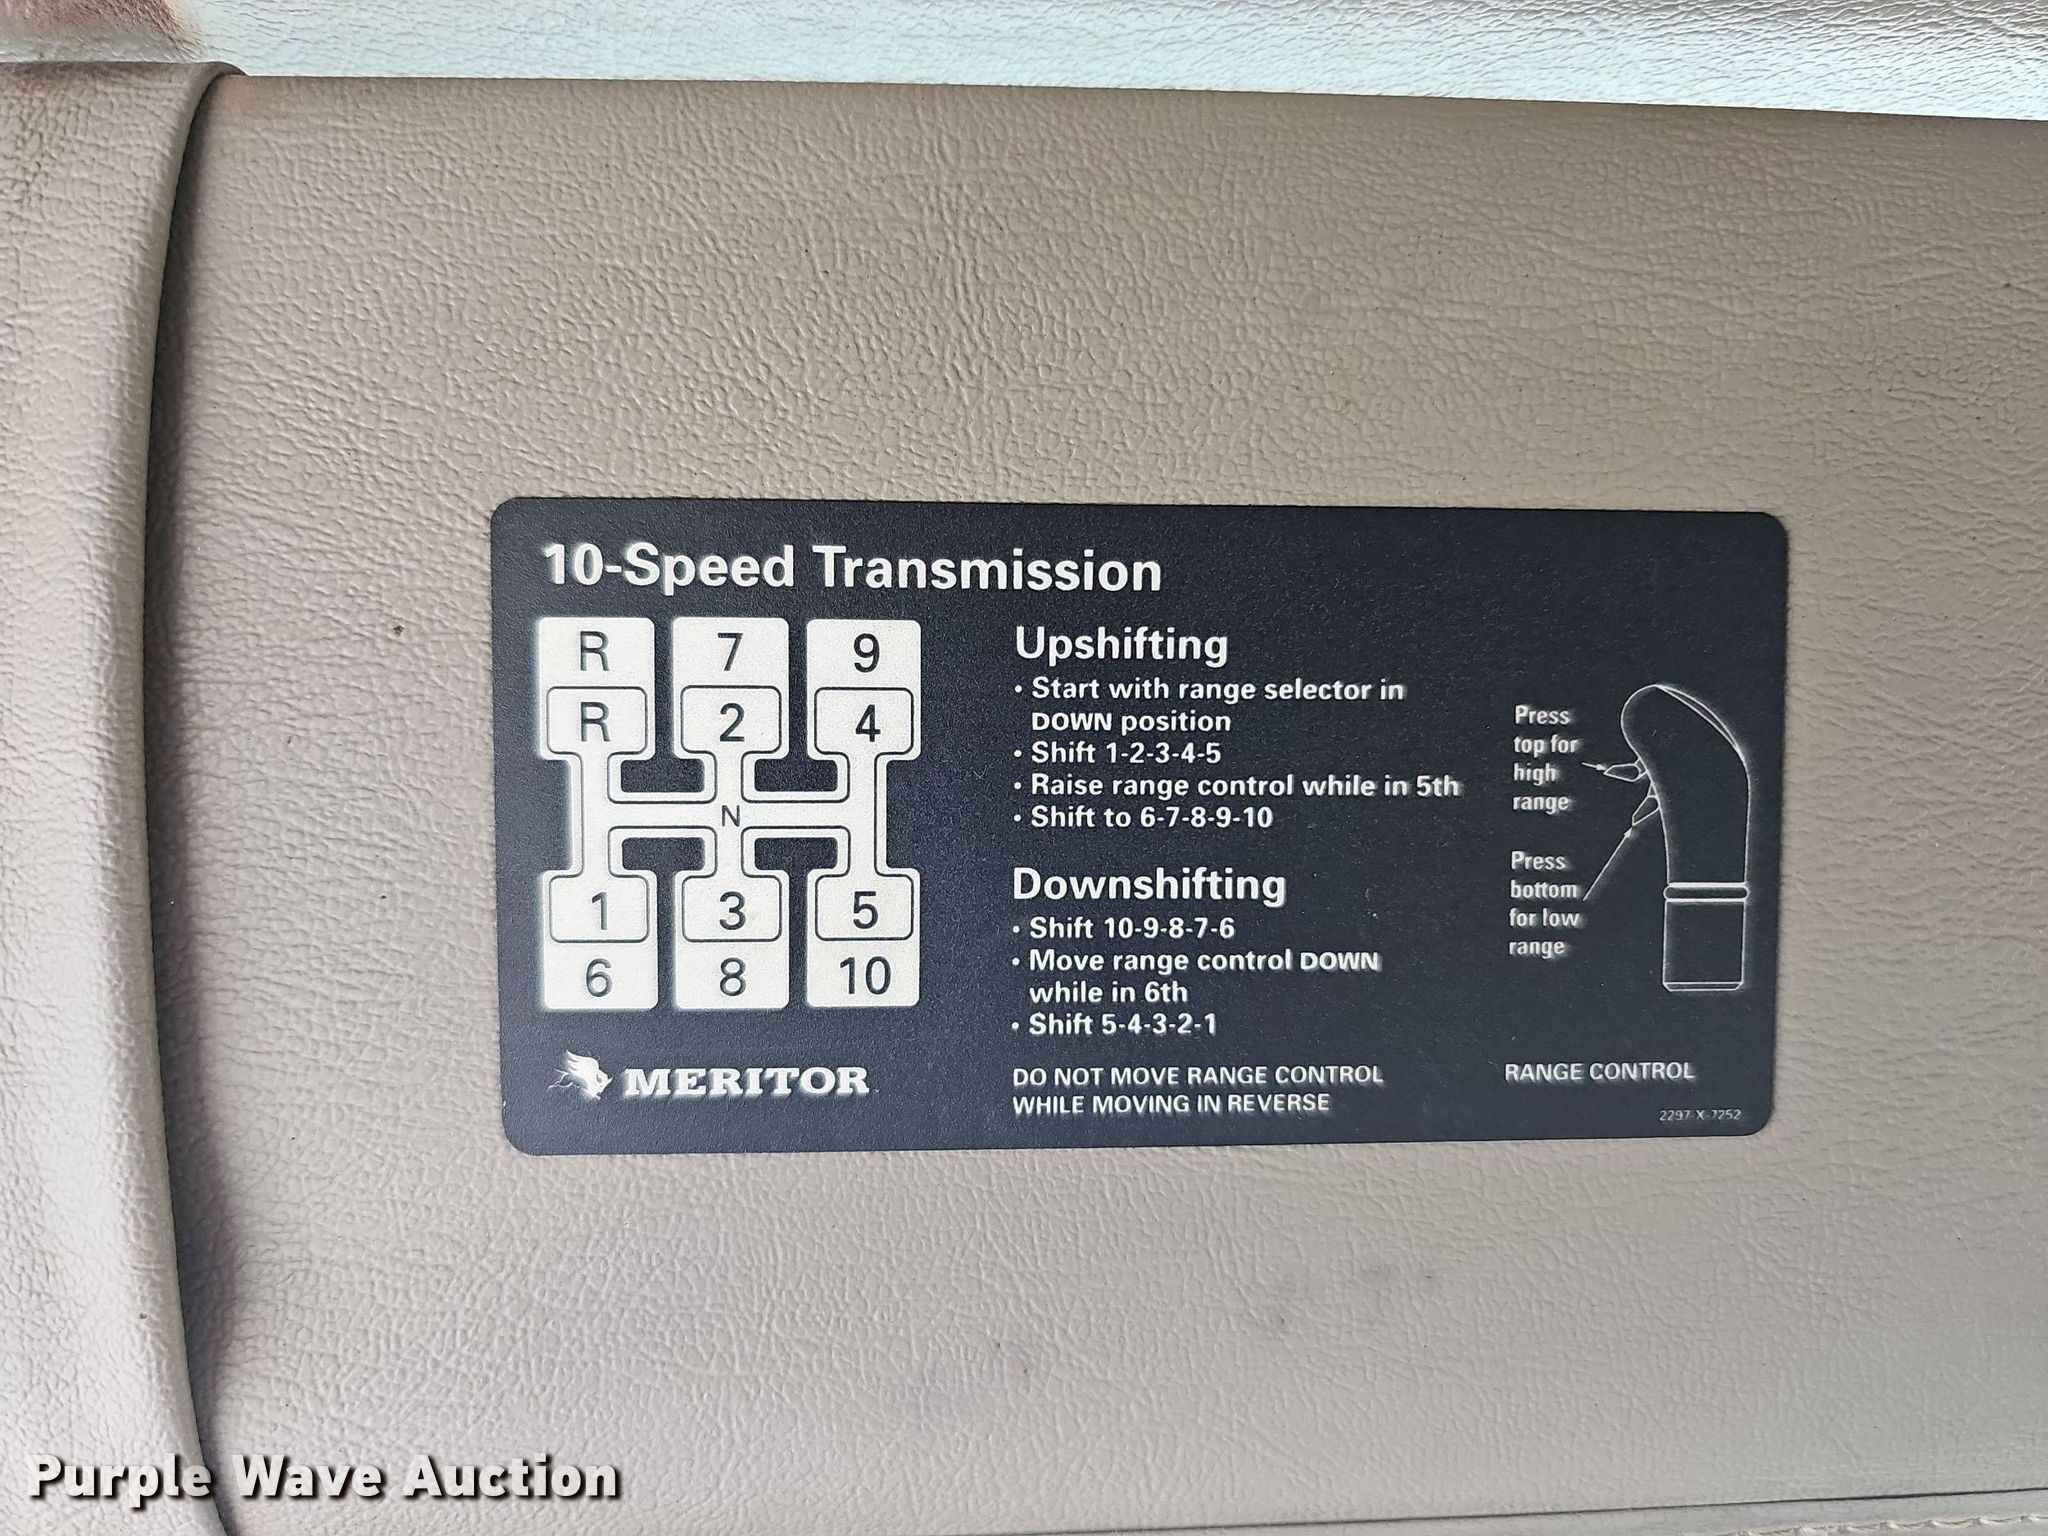 10-Speed Transmission
R 7 9
R 2 4
N
1 3 5
6 8 10
MERITOR
Upshifting
• Start with range selector in
DOWN position
• Shift 1-2-3-4-5
• Raise range control while in 5th
• Shift to 6-7-8-9-10
Downshifting
• Shift 10-9-8-7-6
• Move range control DOWN
while in 6th
• Shift 5-4-3-2-1
DO NOT MOVE RANGE CONTROL
WHILE MOVING IN REVERSE
Press
top for
high
range
Press
bottom
for low
range
RANGE CONTROL
2297-X-7252
Purple Wave Auction